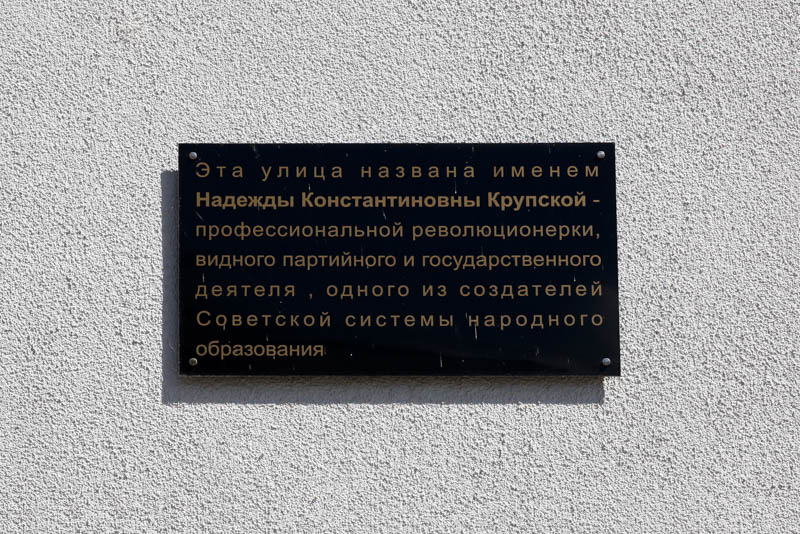 Эта улица названа именем
Надежды Константиновны Крупской -
профессиональной революционерки,
видного партийного и государственного
деятеля , одного из создателей
Советской системы народного
образования